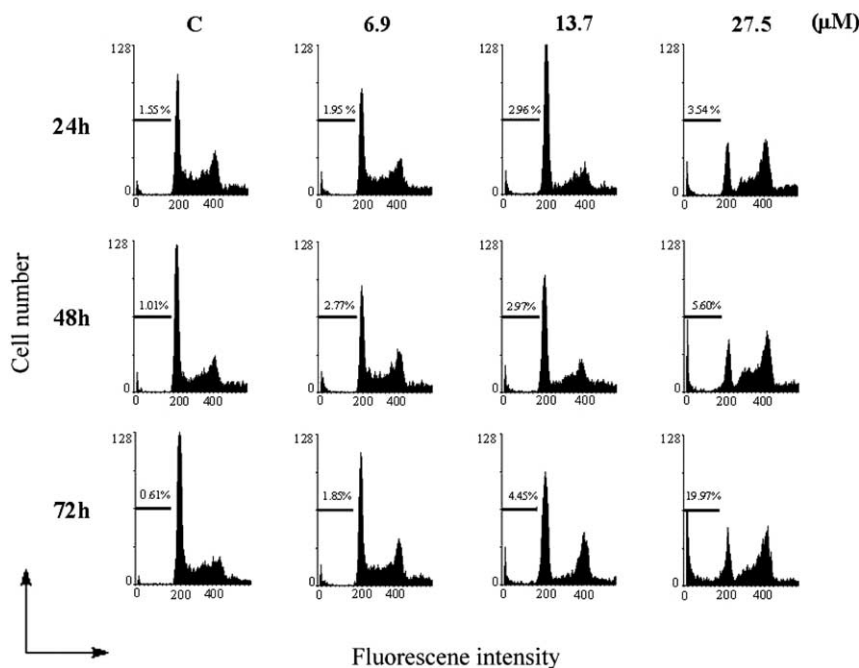 C 6.9 13.7 27.5 (µM)
128 128 128 128
24h
1.55% 1.95% 2.96% 3.54%
0 0 0 0
0 200 400 0 200 400 0 200 400 0 200 400
128 128 128 128
48h
1.01% 2.77% 2.97% 5.60%
0 0 0 0
0 200 400 0 200 400 0 200 400 0 200 400
Cell number
128 128 128 128
72h
0.61% 1.85% 4.45% 19.97%
0 0 0 0
0 200 400 0 200 400 0 200 400 0 200 400
Fluorescene intensity